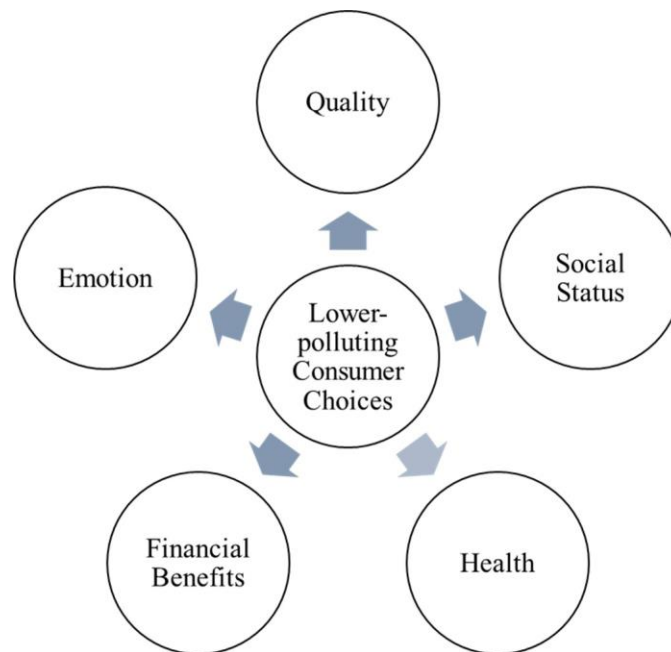 Quality
Emotion
Social
Status
Lower-
polluting
Consumer
Choices
Financial
Benefits
Health